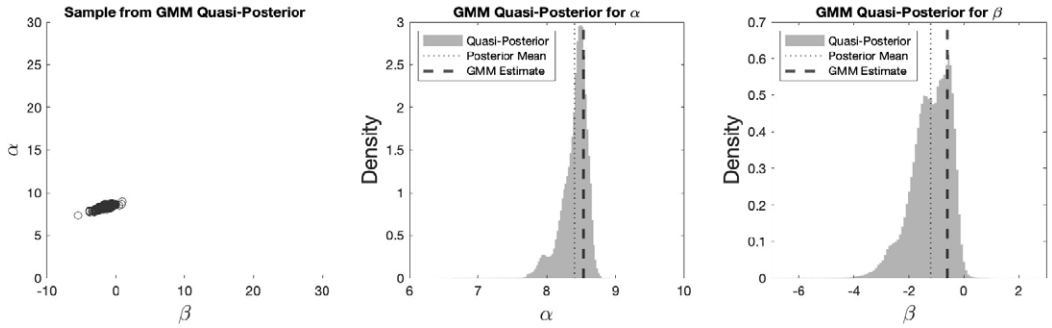 Sample from GMM Quasi-Posterior
30
25
20
15
10
5
0
α
-10
0
10
20
30
β
GMM Quasi-Posterior for α
Quasi-Posterior
Posterior Mean
GMM Estimate
3
2.5
2
1.5
1
0.5
0
Density
6
7
8
9
10
α
GMM Quasi-Posterior for β
Quasi-Posterior
Posterior Mean
GMM Estimate
0.7
0.6
0.5
0.4
0.3
0.2
0.1
0
Density
-6
-4
-2
0
β